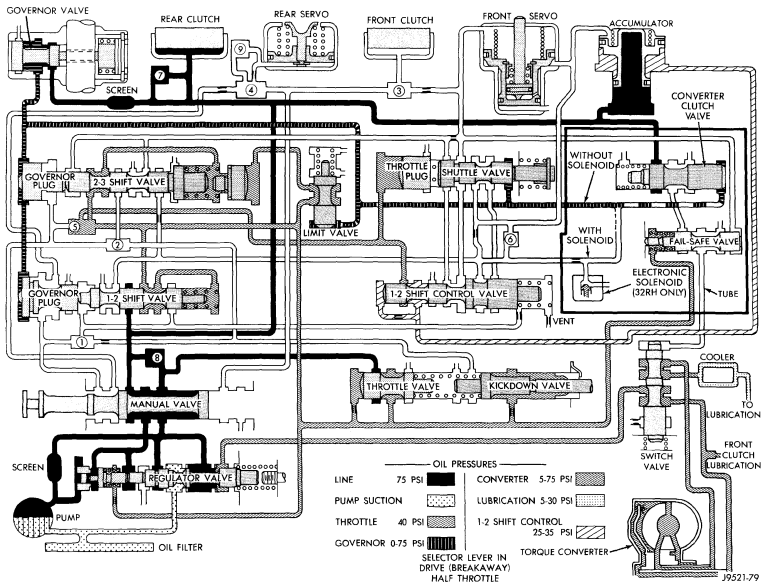 GOVERNOR VALVE
REAR CLUTCH
REAR SERVO
FRONT CLUTCH
FRONT SERVO
ACCUMULATOR
9
7
SCREEN
4
3
CONVERTER
CLUTCH
VALVE
WITHOUT
SOLENOID
GOVERNOR
PLUG
2-3 SHIFT VALVE
THROTTLE
PLUG
SHUTTLE VALVE
5
2
LIMIT VALVE
6
WITH
SOLENOID
FAIL-SAFE VALVE
GOVERNOR
PLUG
1-2 SHIFT VALVE
1-2 SHIFT CONTROL VALVE
ELECTRONIC
SOLENOID
(32RH ONLY)
TUBE
VENT
1
8
COOLER
MANUAL VALVE
THROTTLE VALVE
KICKDOWN VALVE
TO
LUBRICATION
SCREEN
REGULATOR VALVE
SWITCH
VALVE
FRONT
CLUTCH
LUBRICATION
PUMP
OIL FILTER
OIL PRESSURES
LINE 75 PSI
PUMP SUCTION
THROTTLE 40 PSI
GOVERNOR 0-75 PSI
CONVERTER 5-75 PSI
LUBRICATION 5-30 PSI
1-2 SHIFT CONTROL
25-35 PSI
SELECTOR LEVER IN
DRIVE (BREAKAWAY)
HALF THROTTLE
TORQUE CONVERTER
J9521-79